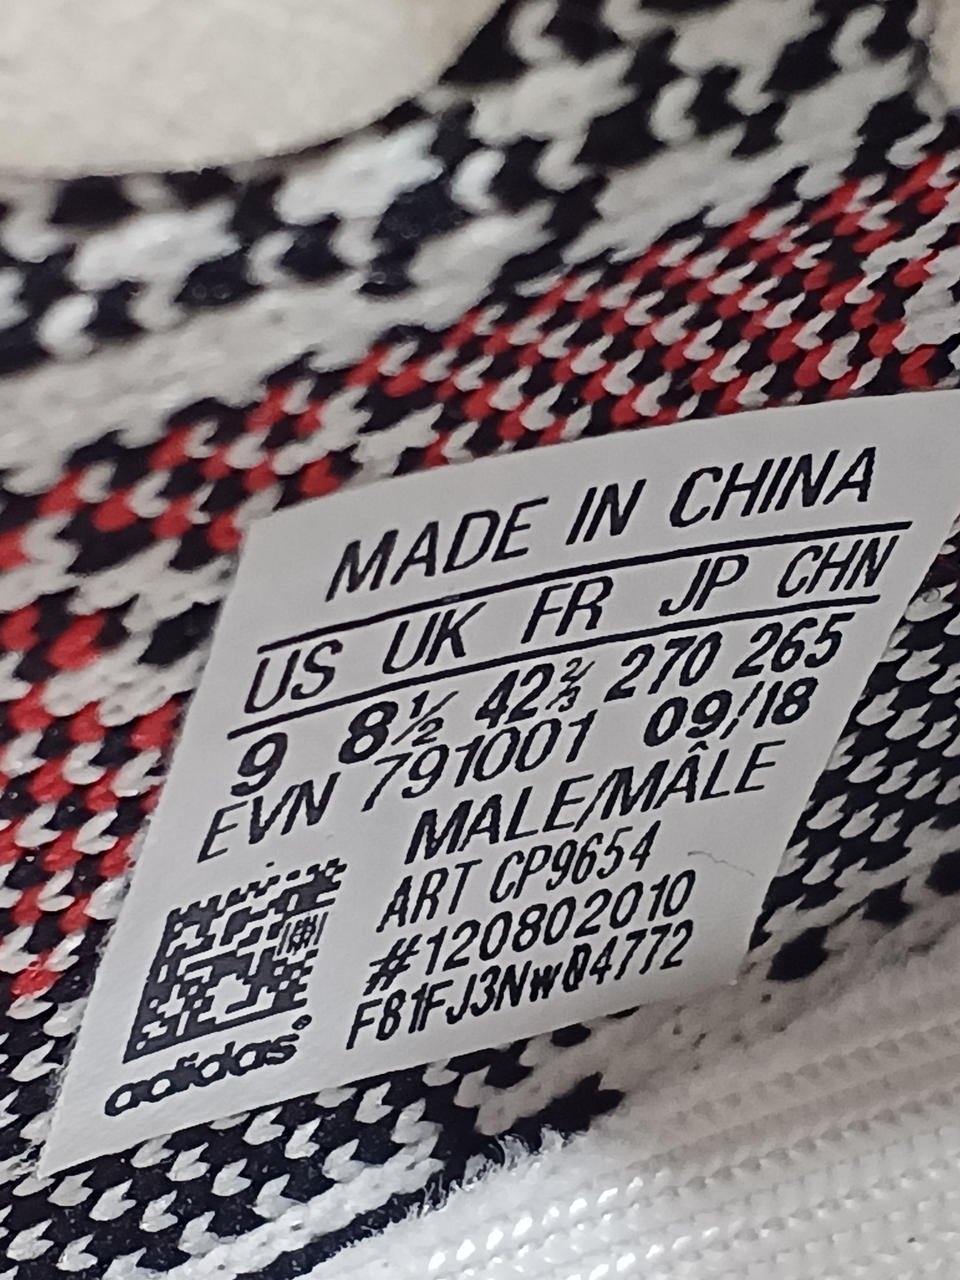 MADE IN CHINA
US UK FR JP CHN
9 8½ 42⅔ 270 265
EVN 791001 09/18
MALE/MÂLE
ART CP9654
#120802010
F81FJ3NwQ4772
adidas®